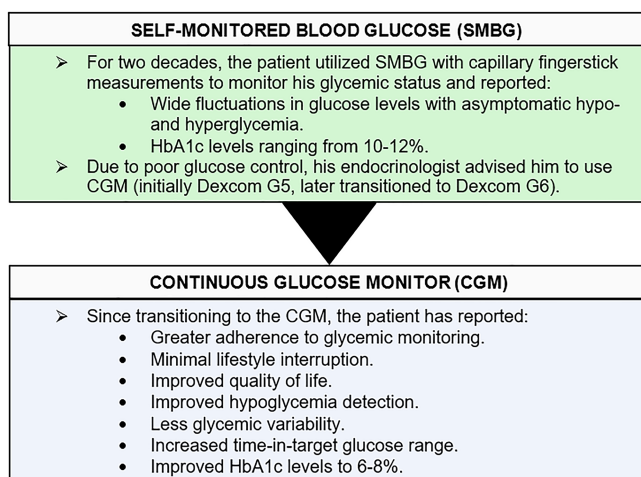 SELF-MONITORED BLOOD GLUCOSE (SMBG)
➢ For two decades, the patient utilized SMBG with capillary fingerstick
measurements to monitor his glycemic status and reported:
• Wide fluctuations in glucose levels with asymptomatic hypo-
and hyperglycemia.
• HbA1c levels ranging from 10-12%.
➢ Due to poor glucose control, his endocrinologist advised him to use
CGM (initially Dexcom G5, later transitioned to Dexcom G6).
CONTINUOUS GLUCOSE MONITOR (CGM)
➢ Since transitioning to the CGM, the patient has reported:
• Greater adherence to glycemic monitoring.
• Minimal lifestyle interruption.
• Improved quality of life.
• Improved hypoglycemia detection.
• Less glycemic variability.
• Increased time-in-target glucose range.
• Improved HbA1c levels to 6-8%.